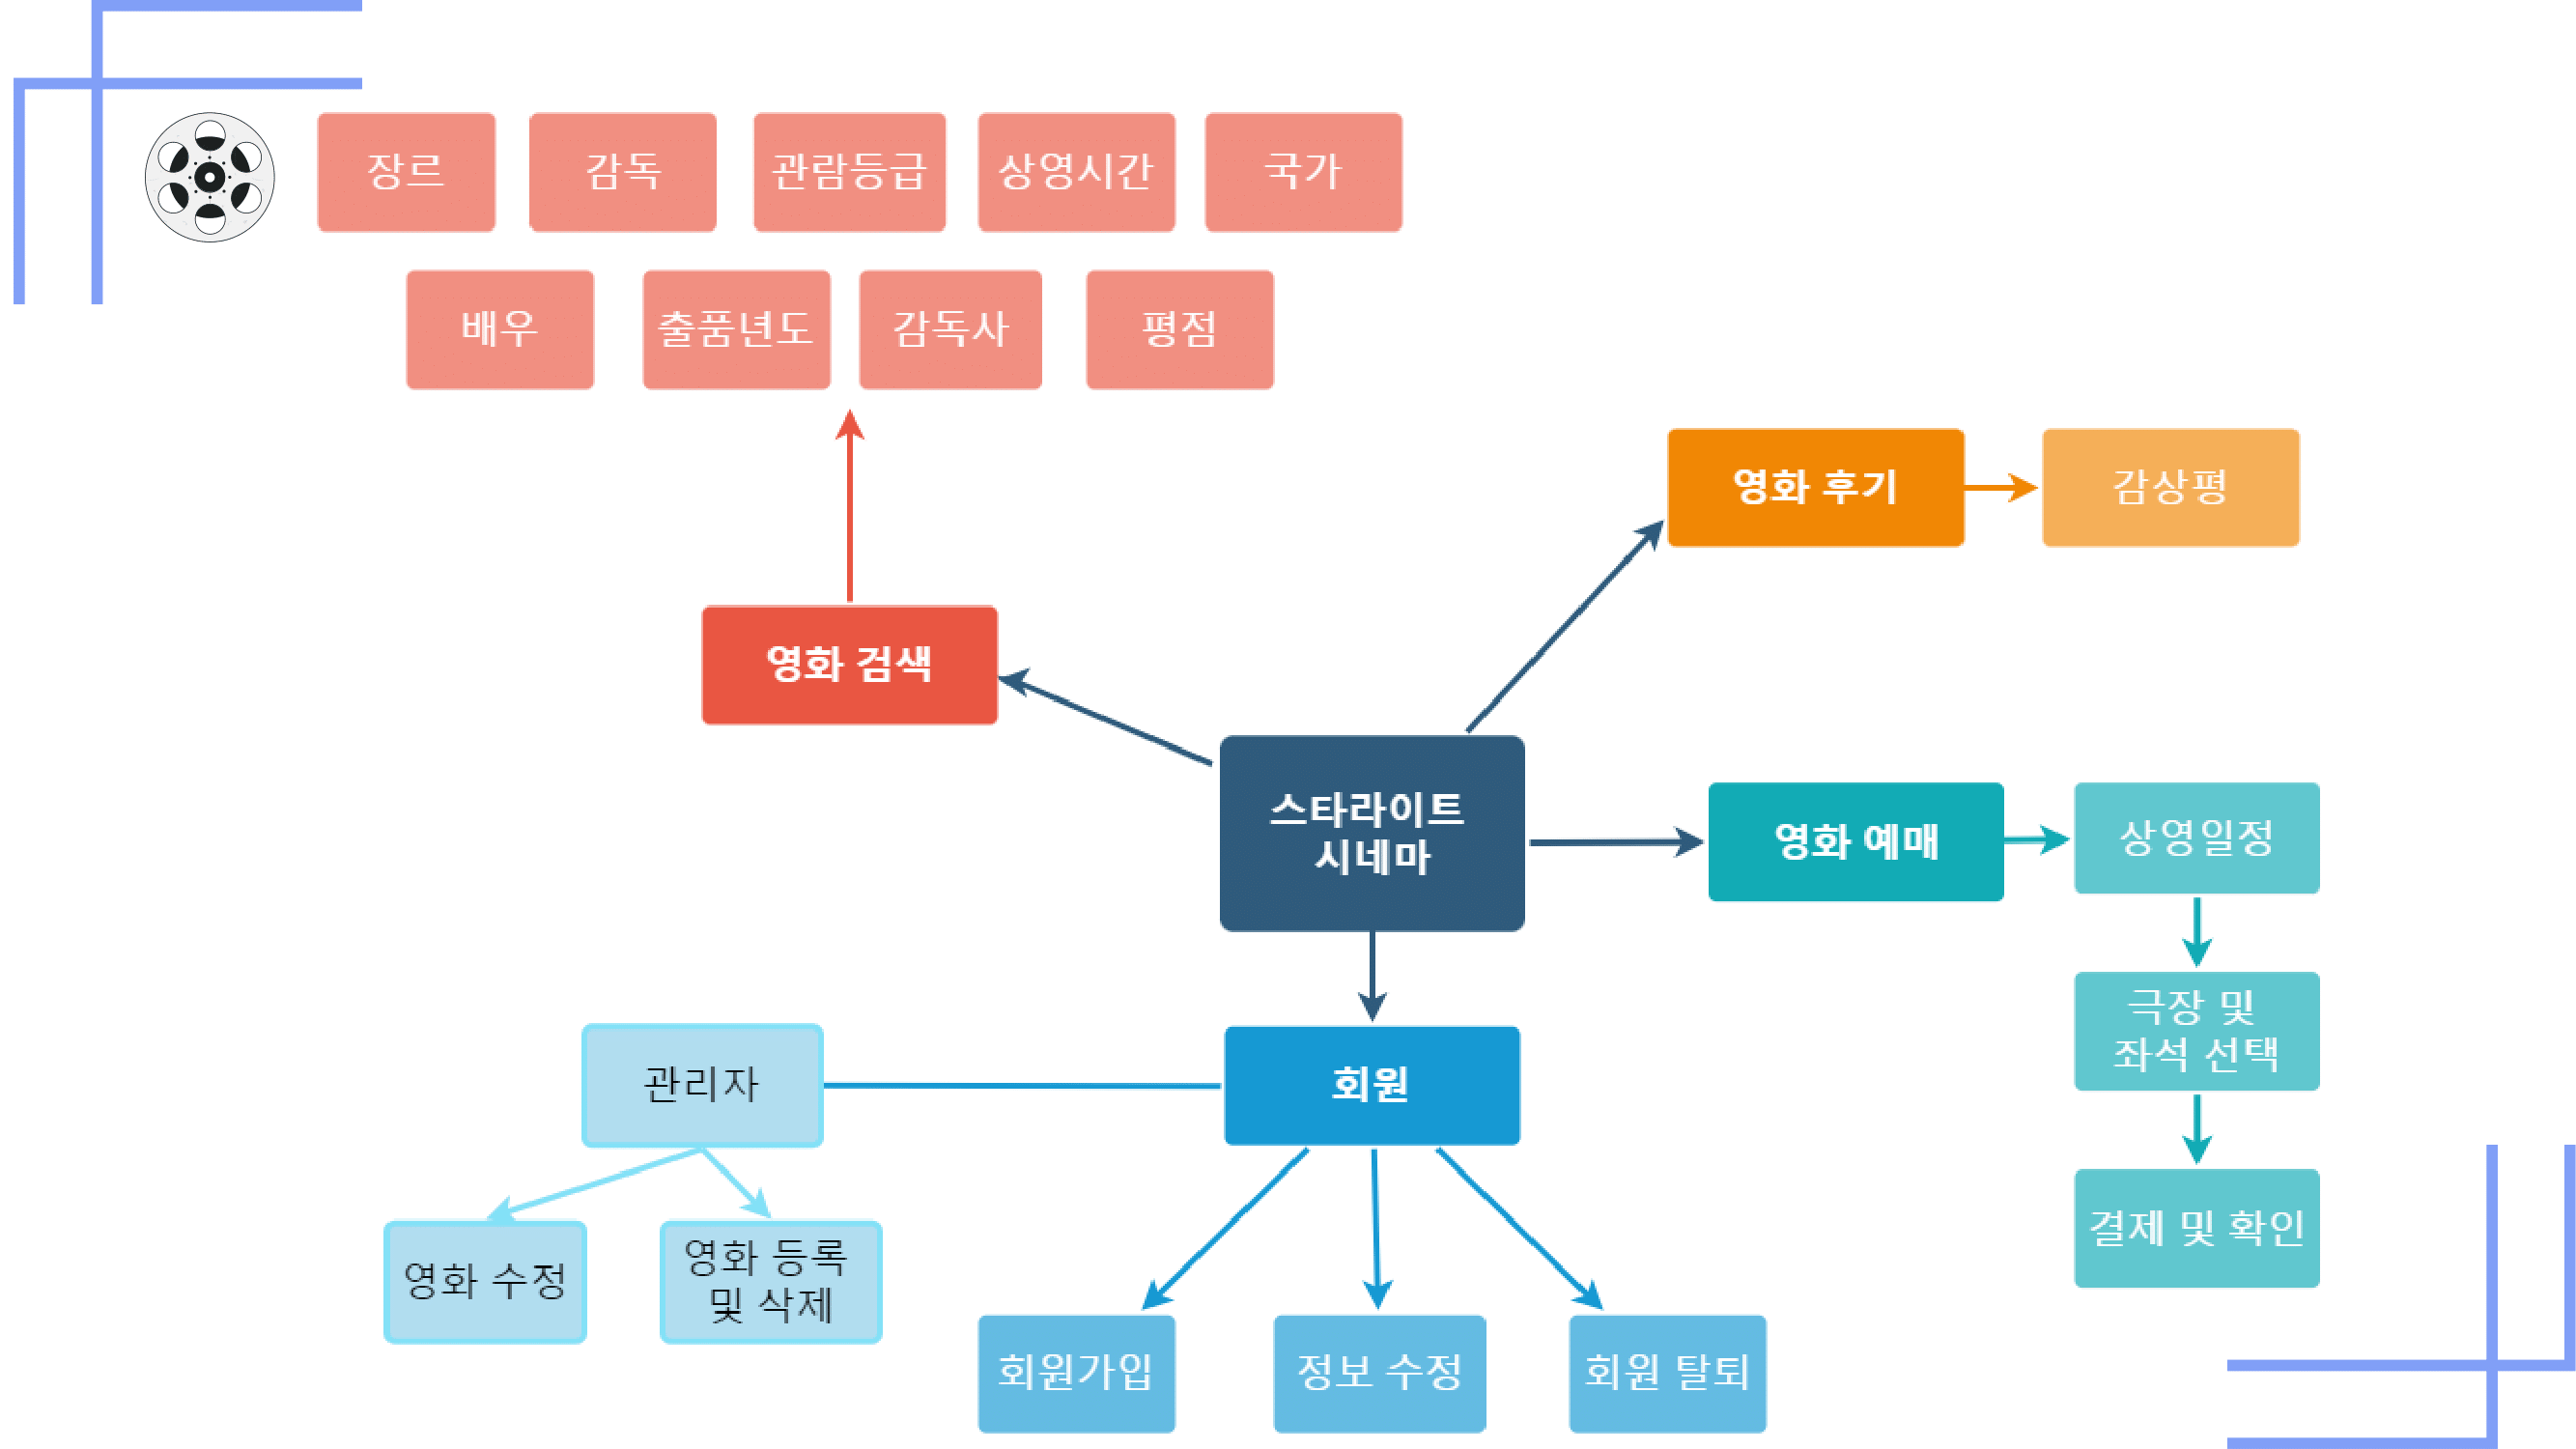 장르
감독
관람등급
상영시간
국가
배우
출품년도
감독사
평점
영화 후기
감상평
영화 검색
스타라이트
시네마
영화 예매
상영일정
극장 및
좌석 선택
결제 및 확인
관리자
회원
영화 수정
영화 등록
및 삭제
회원가입
정보 수정
회원 탈퇴